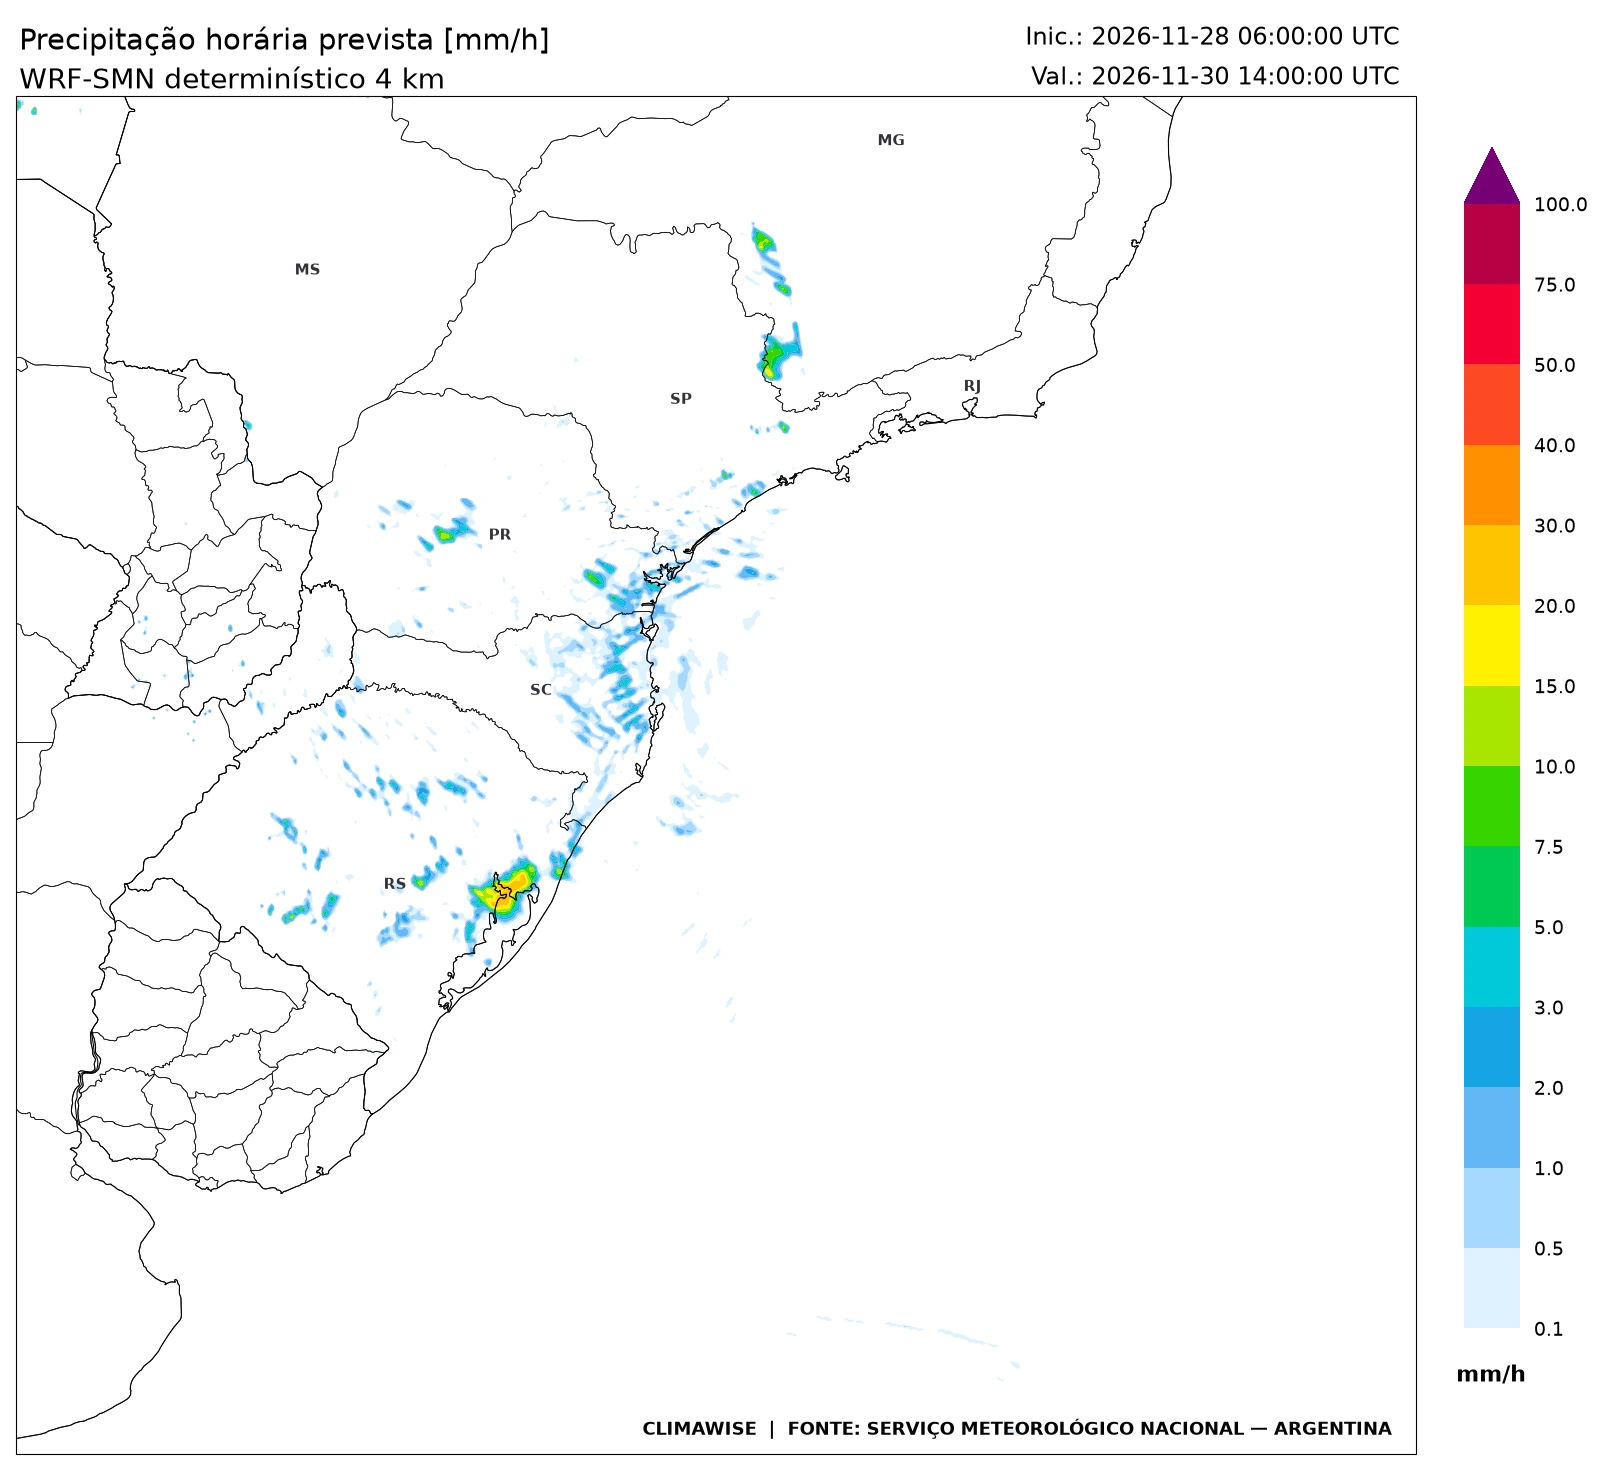 Precipitação horária prevista [mm/h]
WRF-SMN determinístico 4 km
Inic.: 2026-11-28 06:00:00 UTC
Val.: 2026-11-30 14:00:00 UTC
MG
MS
RJ
SP
PR
SC
RS
100.0
75.0
50.0
40.0
30.0
20.0
15.0
10.0
7.5
5.0
3.0
2.0
1.0
0.5
0.1
mm/h
CLIMAWISE | FONTE: SERVIÇO METEOROLÓGICO NACIONAL — ARGENTINA